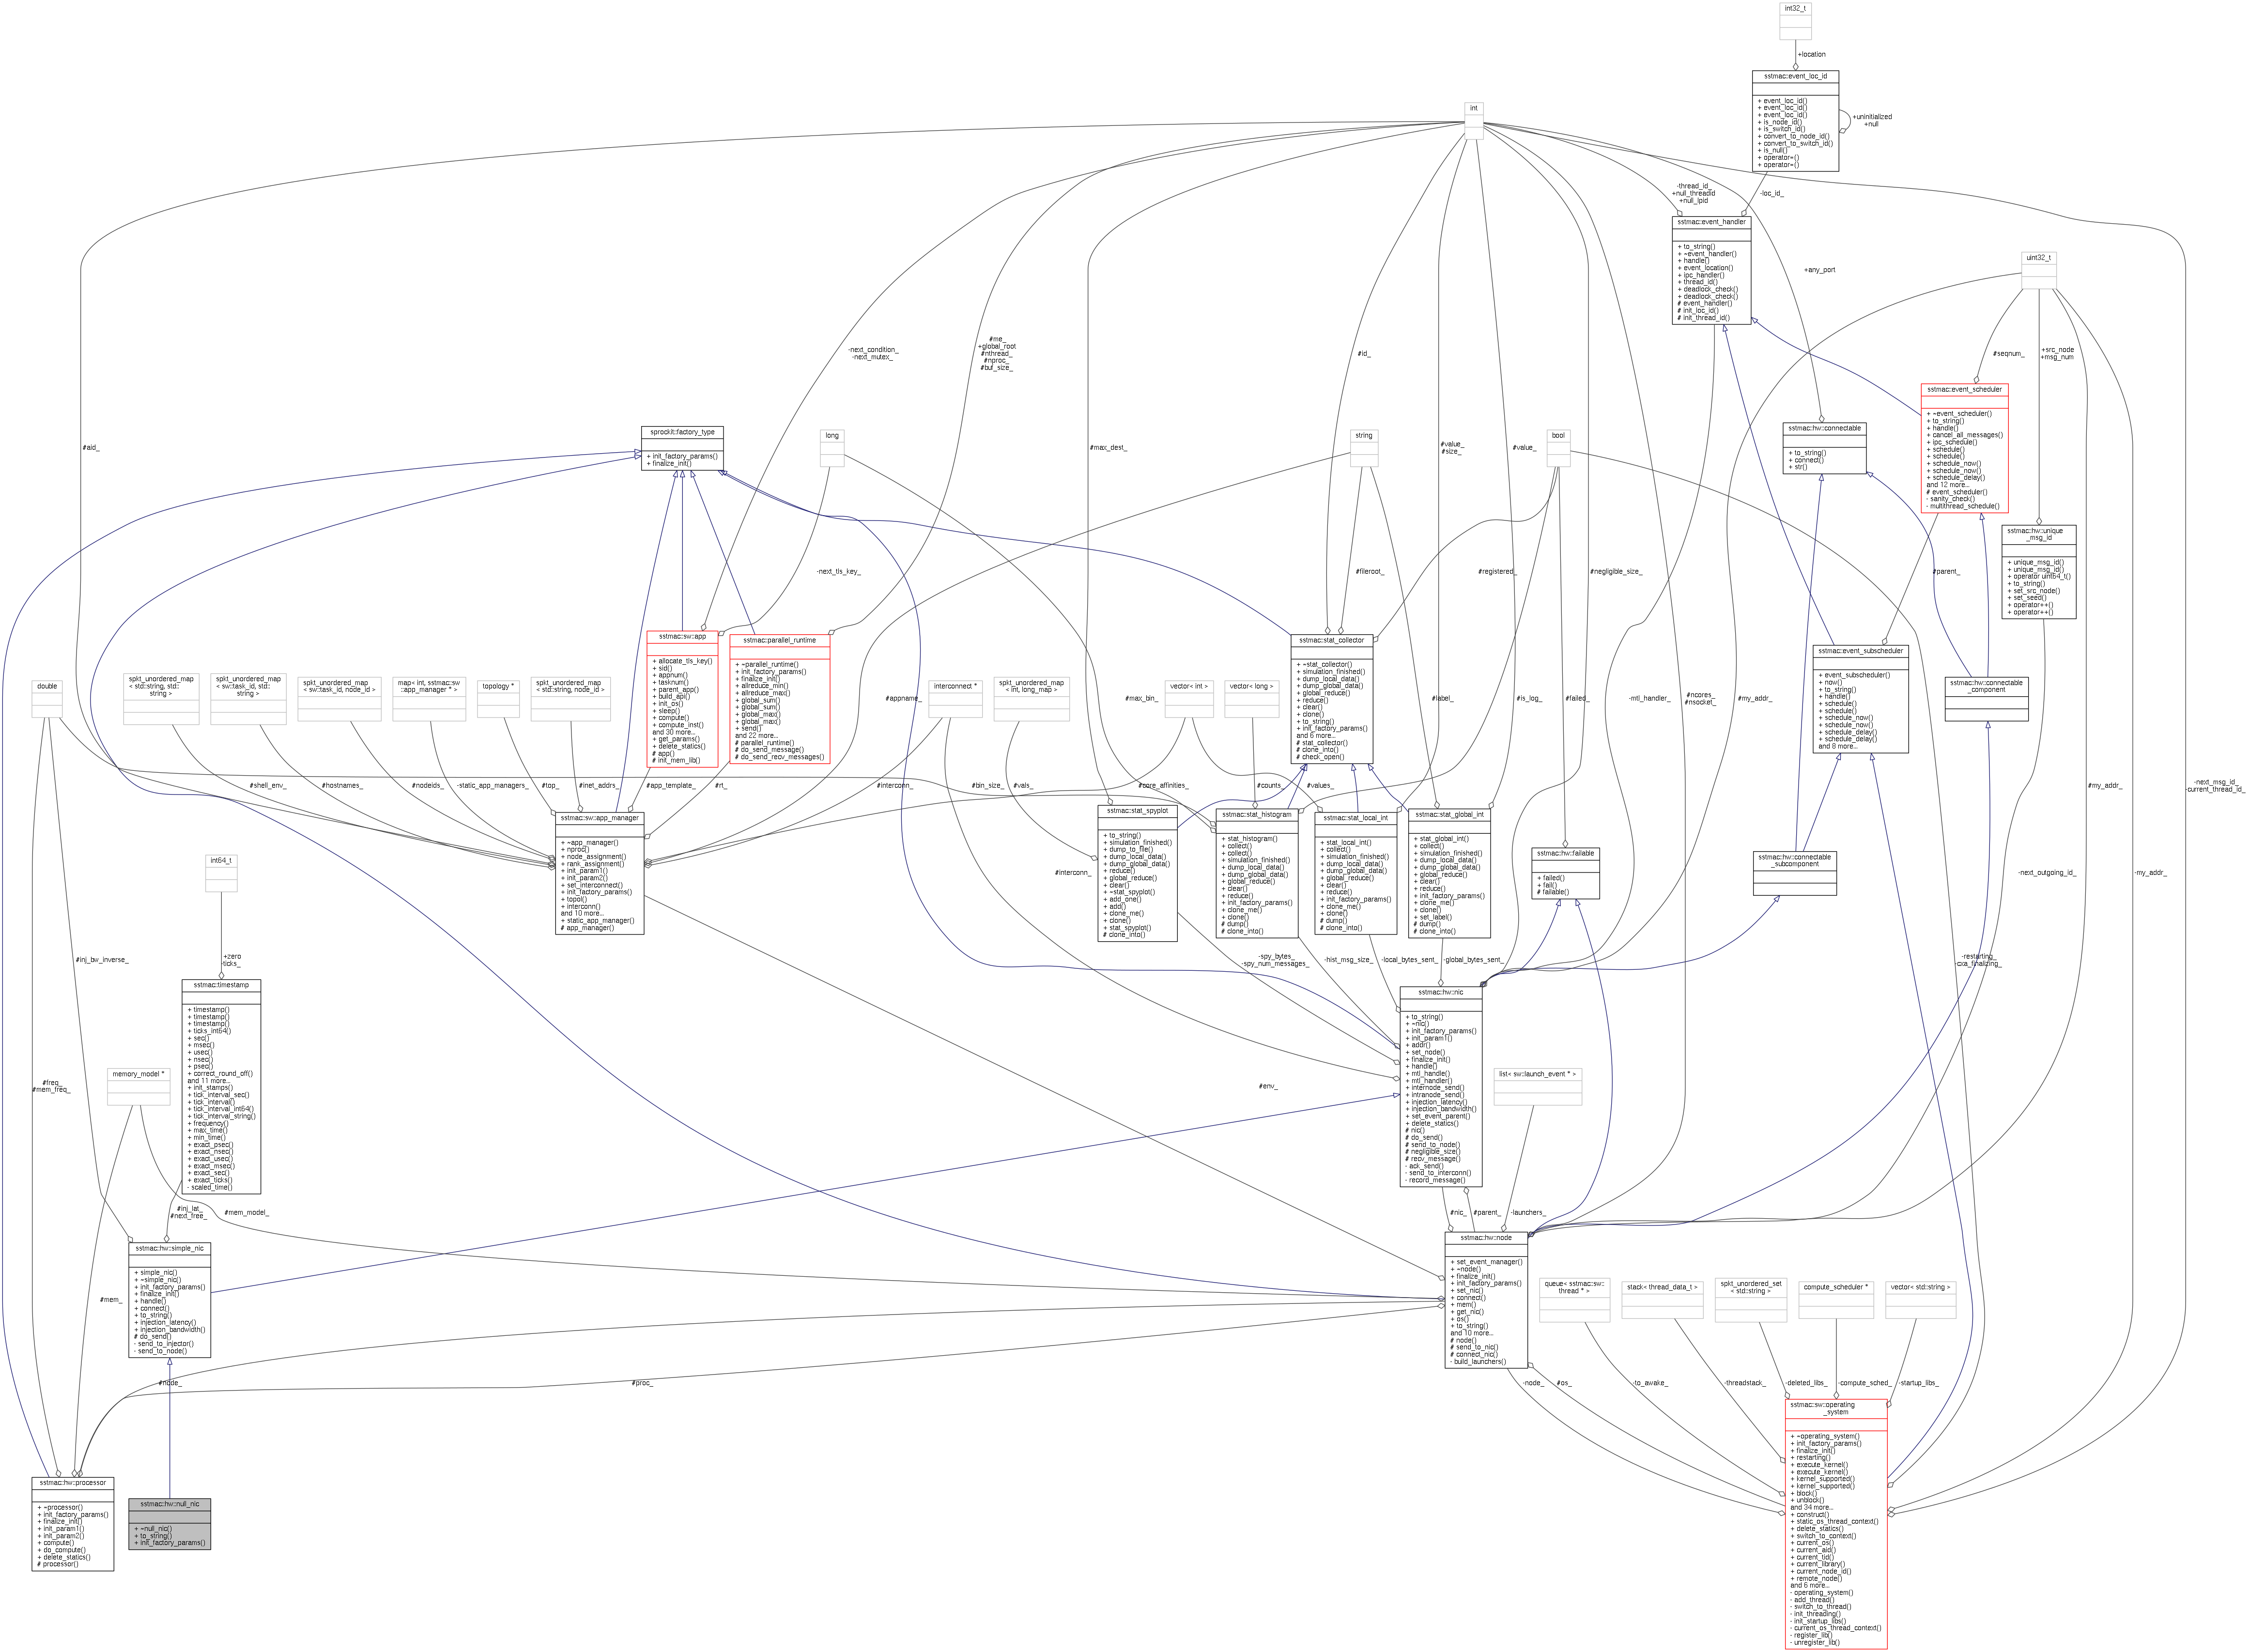 int32_t
+location
sstmac::event_loc_id
+ event_loc_id()
+ event_loc_id()
+ event_loc_id()
+ is_node_id()
+ is_switch_id()
+ convert_to_node_id()
+ convert_to_switch_id()
+ is_null()
+ operator=()
+ operator=()
+uninitialized
+null
int
-thread_id_
+null_threadid
+null_lpid
-loc_id_
sstmac::event_handler
+ to_string()
+ ~event_handler()
+ handle()
+ event_location()
+ ipc_handler()
+ thread_id()
+ deadlock_check()
+ deadlock_check()
# event_handler()
# init_loc_id()
# init_thread_id()
+any_port
uint32_t
-next_condition_
-next_mutex_
#me_
+global_root
#nthread_
#nproc_
#buf_size_
#id_
#seqnum_
+src_node
+msg_num
sstmac::event_scheduler
+ ~event_scheduler()
+ to_string()
+ handle()
+ cancel_all_messages()
+ ipc_schedule()
+ schedule()
+ schedule()
+ schedule_now()
+ schedule_now()
+ schedule_delay()
and 12 more...
# event_scheduler()
- sanity_check()
- multithread_schedule()
sstmac::hw::connectable
+ to_string()
+ connect()
+ str()
sprockit::factory_type
+ init_factory_params()
+ finalize_init()
long
string
bool
#aid_
#max_dest_
#value_
#size_
#value_
sstmac::hw::unique
_msg_id
+ unique_msg_id()
+ unique_msg_id()
+ operator uint64_t()
+ to_string()
+ set_src_node()
+ set_seed()
+ operator++()
+ operator++()
-next_tls_key_
#fileroot_
#registered_
#negligible_size_
#parent_
sstmac::sw::app
+ allocate_tls_key()
+ sid()
+ appnum()
+ tasknum()
+ parent_app()
+ build_api()
+ init_os()
+ sleep()
+ compute()
+ compute_inst()
and 30 more...
+ get_params()
+ delete_statics()
# app()
# init_mem_lib()
sstmac::parallel_runtime
+ ~parallel_runtime()
+ init_factory_params()
+ finalize_init()
+ allreduce_min()
+ allreduce_max()
+ global_sum()
+ global_sum()
+ global_max()
+ global_max()
+ send()
and 22 more...
# parallel_runtime()
# do_send_message()
# do_send_recv_messages()
sstmac::stat_collector
+ ~stat_collector()
+ simulation_finished()
+ dump_local_data()
+ dump_global_data()
+ global_reduce()
+ reduce()
+ clear()
+ clone()
+ to_string()
+ init_factory_params()
and 6 more...
# stat_collector()
# clone_into()
# check_open()
sstmac::event_subscheduler
+ event_subscheduler()
+ now()
+ to_string()
+ handle()
+ schedule()
+ schedule()
+ schedule_now()
+ schedule_now()
+ schedule_delay()
+ schedule_delay()
and 8 more...
sstmac::hw::connectable
_component
double
spkt_unordered_map
< std::string, std::
string >
spkt_unordered_map
< sw::task_id, std::
string >
spkt_unordered_map
< sw::task_id, node_id >
map< int, sstmac::sw
::app_manager * >
topology *
spkt_unordered_map
< std::string, node_id >
#appname_
interconnect *
spkt_unordered_map
< int, long_map >
#max_bin_
vector< int >
vector< long >
#label_
#is_log_
#failed_
-mtl_handler_
#ncores_
#nsocket_
#my_addr_
#shell_env_
#hostnames_
#nodeIds_
-static_app_managers_
#top_
#inet_addrs_
#app_template_
#rt_
#interconn_
#bin_size_
#vals_
#core_affinities_
#counts
#values_
#my_addr_
-next_msg_id_
-current_thread_id_
sstmac::sw::app_manager
+ ~app_manager()
+ nproc()
+ node_assignment()
+ rank_assignment()
+ init_param1()
+ init_param2()
+ set_interconnect()
+ init_factory_params()
+ topol()
+ interconn()
and 10 more...
+ static_app_manager()
# app_manager()
sstmac::stat_spyplot
+ to_string()
+ simulation_finished()
+ dump_to_file()
+ dump_local_data()
+ dump_global_data()
+ reduce()
+ global_reduce()
+ clear()
+ ~stat_spyplot()
+ add_one()
+ add()
+ clone_me()
+ clone()
+ stat_spyplot()
# clone_into()
sstmac::stat_histogram
+ stat_histogram()
+ collect()
+ collect()
+ simulation_finished()
+ dump_local_data()
+ dump_global_data()
+ global_reduce()
+ clear()
+ reduce()
+ init_factory_params()
+ clone_me()
+ clone()
# dump()
# clone_into()
sstmac::stat_local_int
+ stat_local_int()
+ collect()
+ simulation_finished()
+ dump_local_data()
+ dump_global_data()
+ global_reduce()
+ clear()
+ reduce()
+ init_factory_params()
+ clone_me()
+ clone()
# dump()
# clone_into()
sstmac::stat_global_int
+ stat_global_int()
+ collect()
+ simulation_finished()
+ dump_local_data()
+ dump_global_data()
+ global_reduce()
+ clear()
+ reduce()
+ init_factory_params()
+ clone_me()
+ clone()
+ set_label()
# dump()
# clone_into()
sstmac::hw::failable
+ failed()
+ fail()
# failable()
sstmac::hw::connectable
_subcomponent
int64_t
#interconn_
-next_outgoing_id_
-my_addr_
#inj_bw_inverse_
+zero
-ticks_
-spy_bytes_
-spy_num_messages_
-hist_msg_size_
-local_bytes_sent_
-global_bytes_sent_
-restarting_
-cxa_finalizing_
sstmac::timestamp
+ timestamp()
+ timestamp()
+ timestamp()
+ ticks_int64()
+ sec()
+ msec()
+ usec()
+ nsec()
+ psec()
+ correct_round_off()
and 11 more...
+ init_stamps()
+ tick_interval_sec()
+ tick_interval()
+ tick_interval_int64()
+ tick_interval_string()
+ frequency()
+ max_time()
+ min_time()
+ exact_psec()
+ exact_nsec()
+ exact_usec()
+ exact_msec()
+ exact_sec()
+ exact_ticks()
- scaled_time()
sstmac::hw::nic
+ to_string()
+ ~nic()
+ init_factory_params()
+ init_param1()
+ addr()
+ set_node()
+ finalize_init()
+ handle()
+ mtl_handle()
+ mtl_handler()
+ internode_send()
+ intranode_send()
+ injection_latency()
+ injection_bandwidth()
+ set_event_parent()
+ delete_statics()
# nic()
# do_send()
# send_to_node()
# negligible_size()
# recv_message()
- ack_send()
- send_to_interconn()
- record_message()
memory_model *
list< sw::launch_event * >
#freq_
#mem_freq_
#env_
#inj_lat_
#next_free_
#mem_model_
#nic_
#parent_
-launchers_
sstmac::hw::simple_nic
+ simple_nic()
+ ~simple_nic()
+ init_factory_params()
+ finalize_init()
+ handle()
+ connect()
+ to_string()
+ injection_latency()
+ injection_bandwidth()
# do_send()
- send_to_injector()
- send_to_node()
sstmac::hw::node
+ set_event_manager()
+ ~node()
+ finalize_init()
+ init_factory_params()
+ set_nic()
+ connect()
+ mem()
+ get_nic()
+ os()
+ to_string()
and 10 more...
# node()
# send_to_nic()
# connect_nic()
- build_launchers()
queue< sstmac::sw::
thread * >
stack< thread_data_t >
spkt_unordered_set
< std::string >
compute_scheduler *
vector< std::string >
#mem_
#node_
#proc_
-node_
#os_
-to_awake_
-threadstack_
-deleted_libs_
-compute_sched_
-startup_libs_
sstmac::hw::processor
+ ~processor()
+ init_factory_params()
+ finalize_init()
+ init_param1()
+ init_param2()
+ compute()
+ do_compute()
+ delete_statics()
# processor()
sstmac::hw::null_nic
+ ~null_nic()
+ to_string()
+ init_factory_params()
sstmac::sw::operating
_system
+ ~operating_system()
+ init_factory_params()
+ finalize_init()
+ restarting()
+ execute_kernel()
+ execute_kernel()
+ kernel_supported()
+ kernel_supported()
+ block()
+ unblock()
and 34 more...
+ construct()
+ static_os_thread_context()
+ delete_statics()
+ switch_to_context()
+ current_os()
+ current_aid()
+ current_tid()
+ current_library()
+ current_node_id()
+ remote_node()
and 6 more...
- operating_system()
- add_thread()
- switch_to_thread()
- init_threading()
- init_startup_libs()
- current_os_thread_context()
- register_lib()
- unregister_lib()